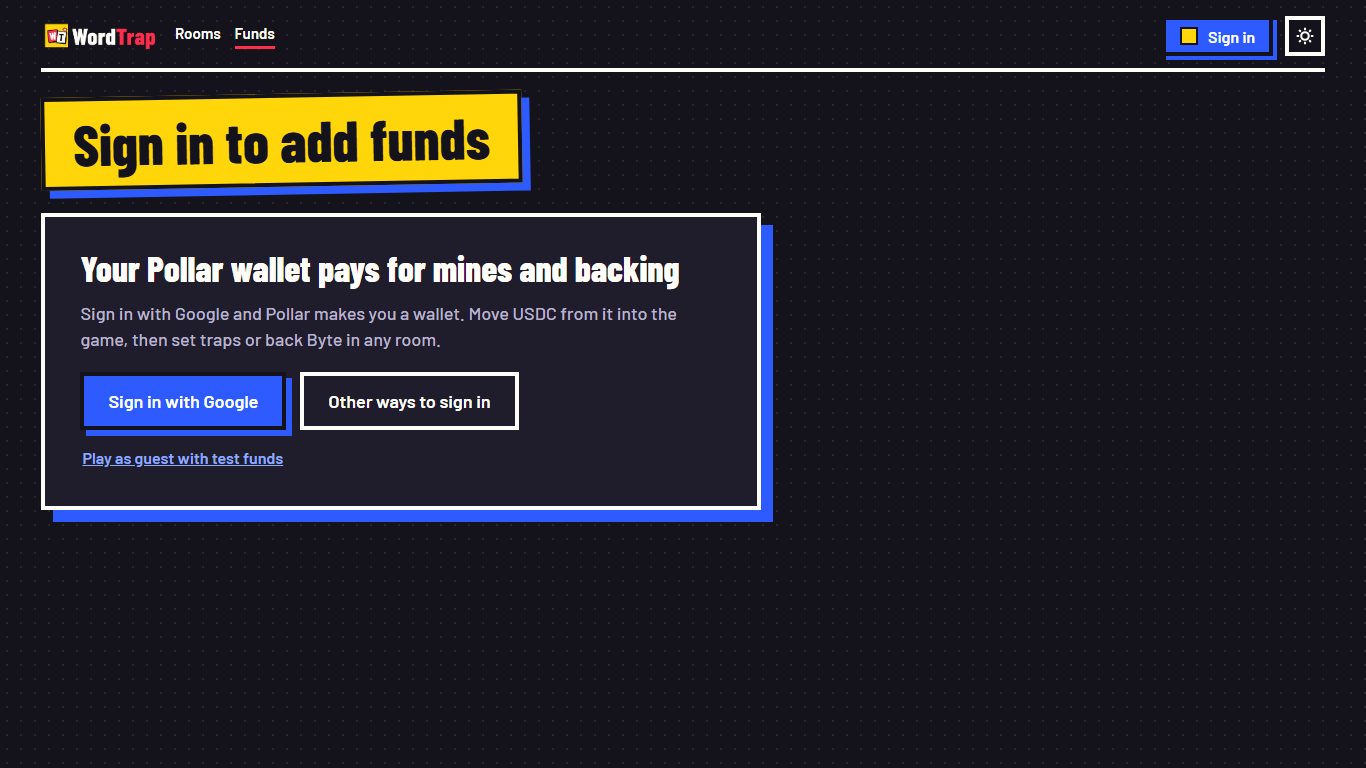 WT WordTrap Rooms Funds Sign in
Sign in to add funds
Your Pollar wallet pays for mines and backing
Sign in with Google and Pollar makes you a wallet. Move USDC from it into the
game, then set traps or back Byte in any room.
Sign in with Google Other ways to sign in
Play as guest with test funds